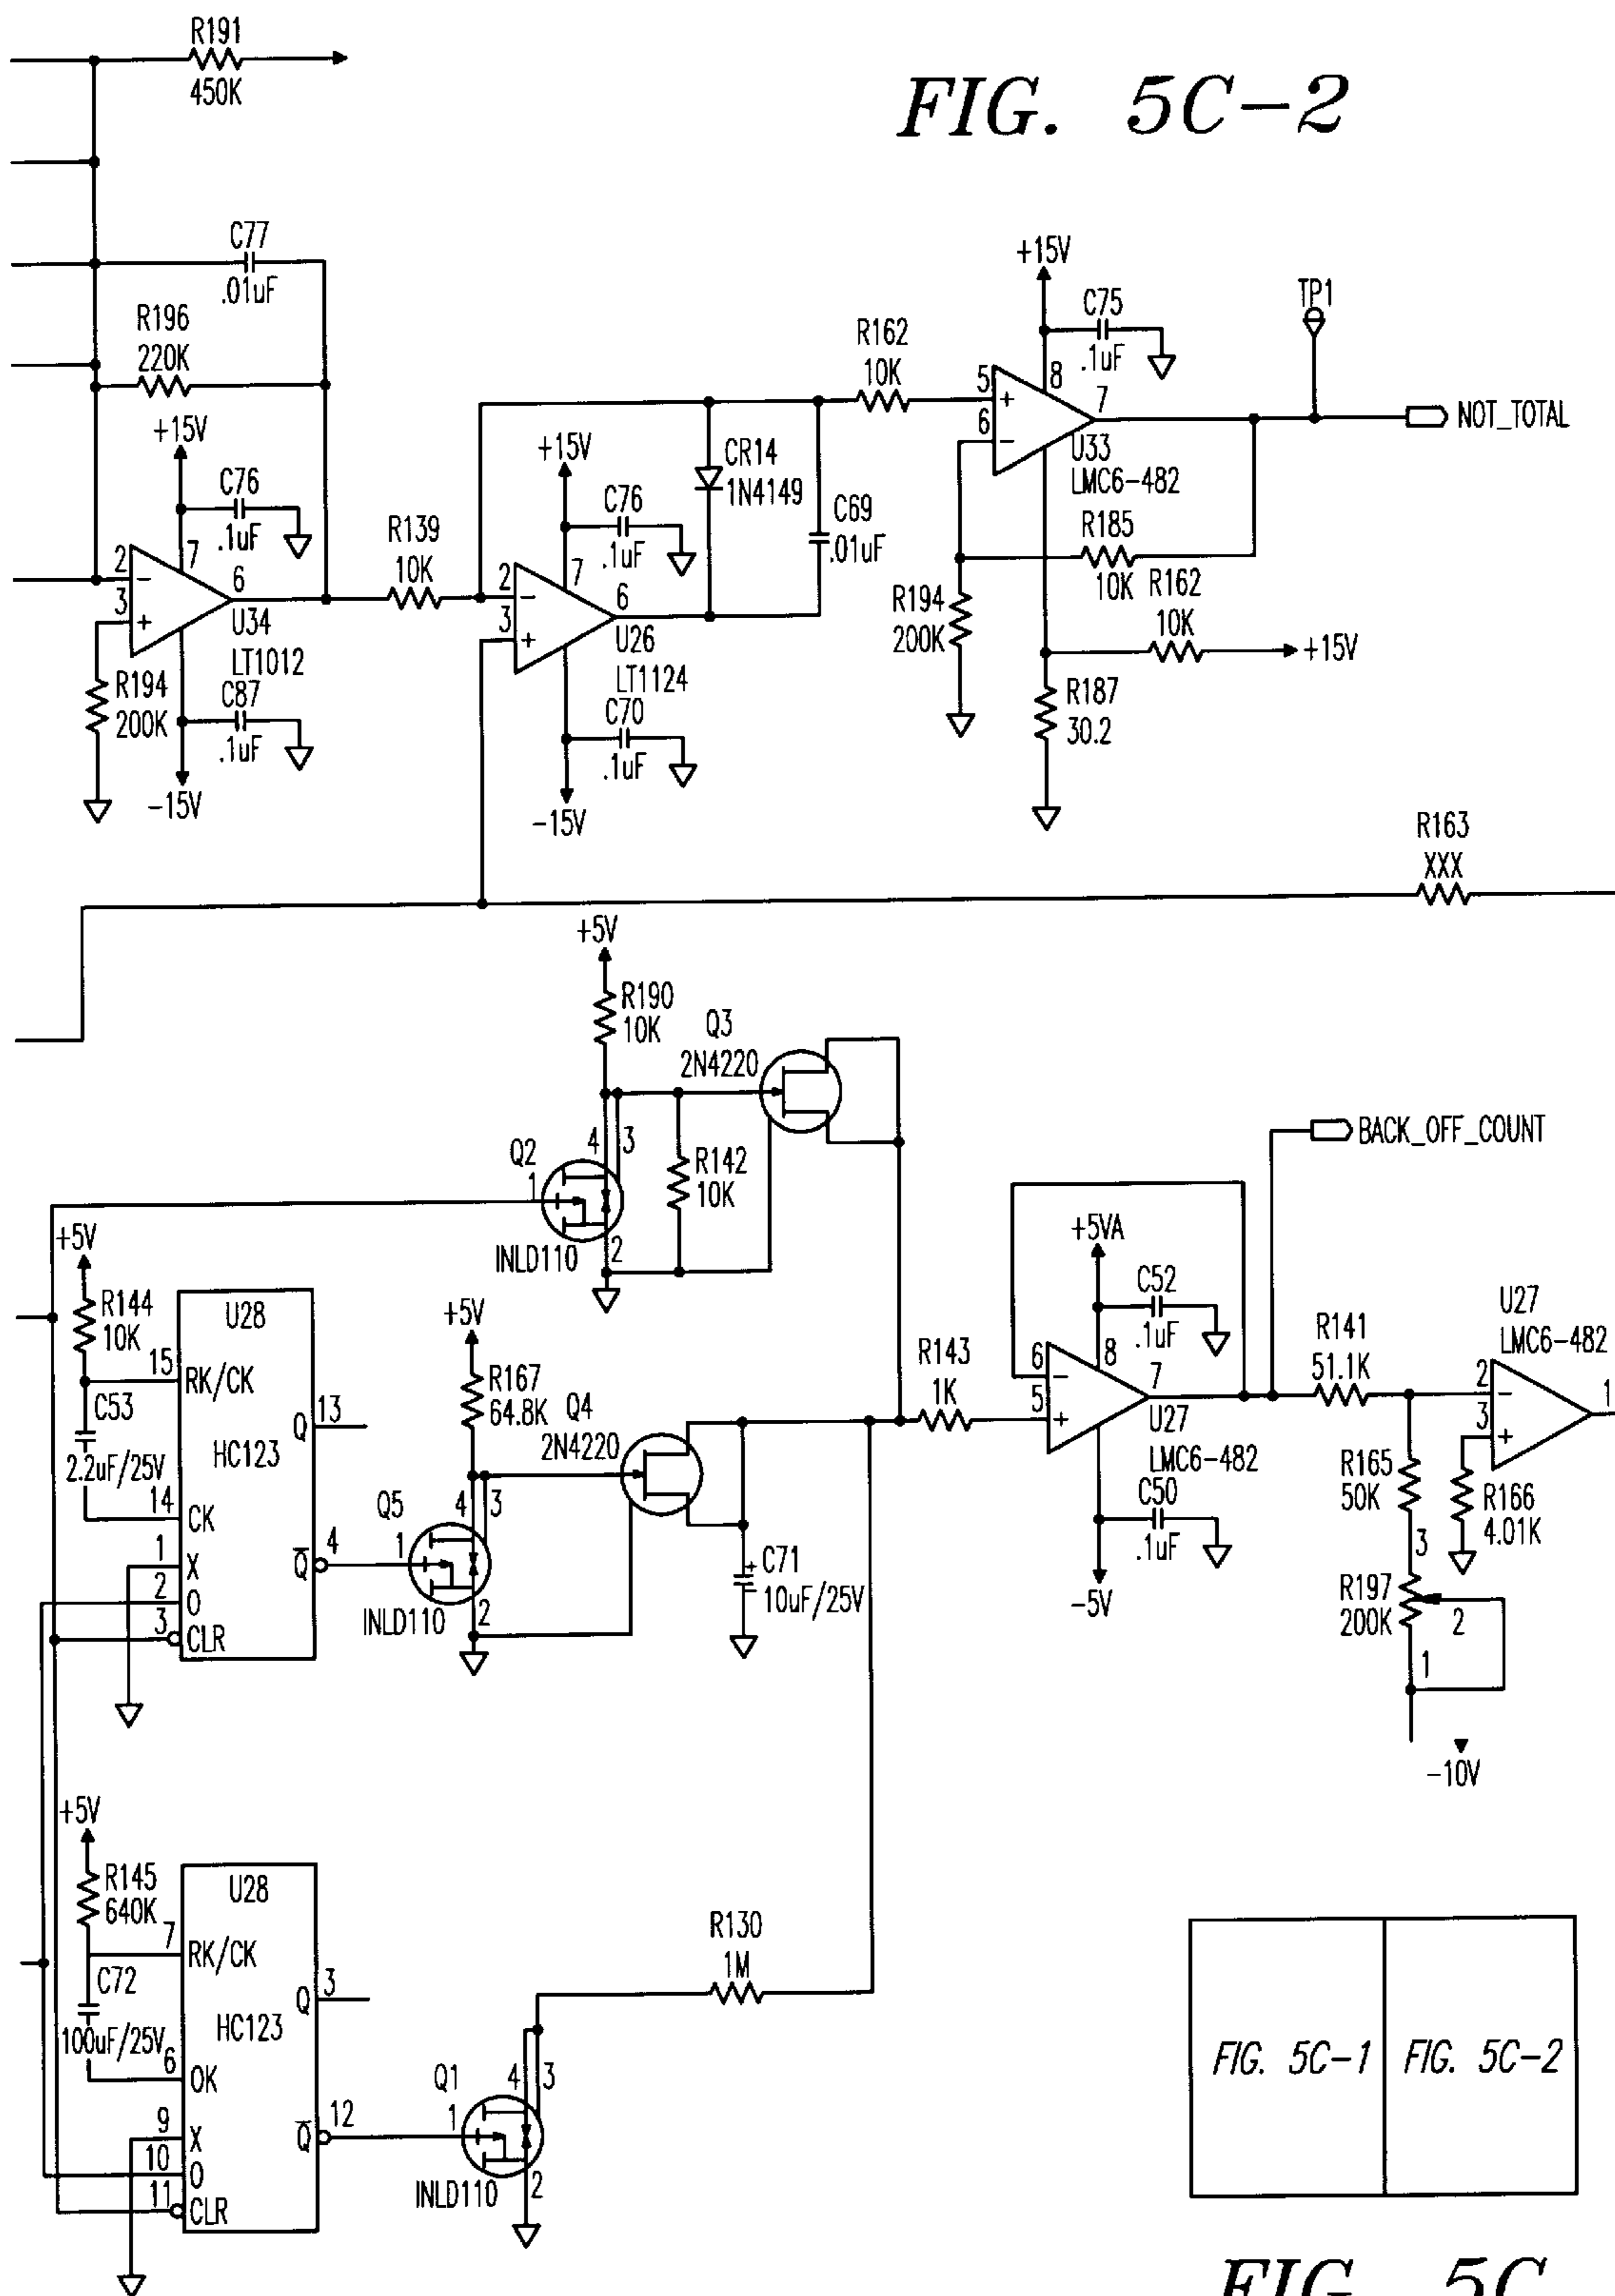 R191
450K
FIG. 5C-2
C77
.01uF
R196
220K
+15V
C76
.1uF
2
-
7
6
3
+
U34
LT1012
R194
200K
C87
.1uF
-15V
R139
10K
+15V
C76
.1uF
2
-
7
6
3
+
U26
LT1124
C70
.1uF
-15V
CR14
1N4149
C69
.01uF
R162
10K
+15V
C75
.1uF
8
5
+
6
-
7
U33
LMC6-482
TP1
NOT_TOTAL
R185
10K
R162
10K
+15V
R194
200K
R187
30.2
R163
XXX
+5V
R190
10K
Q3
2N4220
4
3
Q2
1
R142
10K
INLD110
2
BACK_OFF_COUNT
+5V
R144
10K
U28
15
RK/CK
C53
Q
13
HC123
2.2uF/25V
14
CK
1
X
Q
4
2
O
3
CLR
+5V
R167
64.8K
Q4
2N4220
4
3
Q5
1
INLD110
2
C71
+
10uF/25V
R143
1K
+5VA
C52
.1uF
6
-
8
7
5
+
U27
LMC6-482
C50
.1uF
-5V
R141
51.1K
U27
LMC6-482
2
-
1
3
+
R165
50K
R166
4.01K
3
R197
200K
2
1
-10V
+5V
R145
640K
U28
7
RK/CK
C72
Q
3
HC123
100uF/25V
6
OK
9
X
Q
12
10
O
11
CLR
R130
1M
Q1
4
3
1
INLD110
2
FIG. 5C-1
FIG. 5C-2
FIG. 5C